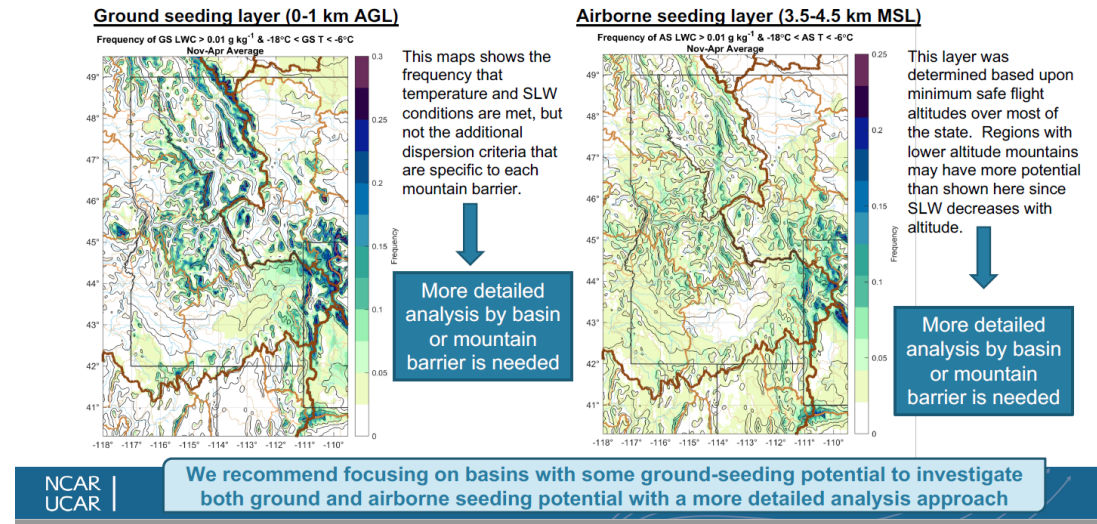 Ground seeding layer (0-1 km AGL)
Frequency of GS LWC > 0.01 g kg⁻¹ & -18°C < GS T < -6°C
Nov-Apr Average
49°
48°
47°
46°
45°
44°
43°
42°
41°
-118°
-117°
-116°
-115°
-114°
-113°
-112°
-111°
-110°
0.3
0.25
0.2
0.15
0.1
0.05
0
Frequency
This maps shows the
frequency that
temperature and SLW
conditions are met, but
not the additional
dispersion criteria that
are specific to each
mountain barrier.
More detailed
analysis by basin
or mountain
barrier is needed
Airborne seeding layer (3.5-4.5 km MSL)
Frequency of AS LWC > 0.01 g kg⁻¹ & -18°C < AS T < -6°C
Nov-Apr Average
49°
48°
47°
46°
45°
44°
43°
42°
41°
-118°
-117°
-116°
-115°
-114°
-113°
-112°
-111°
-110°
0.25
0.2
0.15
0.1
0.05
0
Frequency
This layer was
determined based upon
minimum safe flight
altitudes over most of
the state.  Regions with
lower altitude mountains
may have more potential
than shown here since
SLW decreases with
altitude.
More detailed
analysis by basin
or mountain
barrier is needed
NCAR
UCAR
We recommend focusing on basins with some ground-seeding potential to investigate
both ground and airborne seeding potential with a more detailed analysis approach